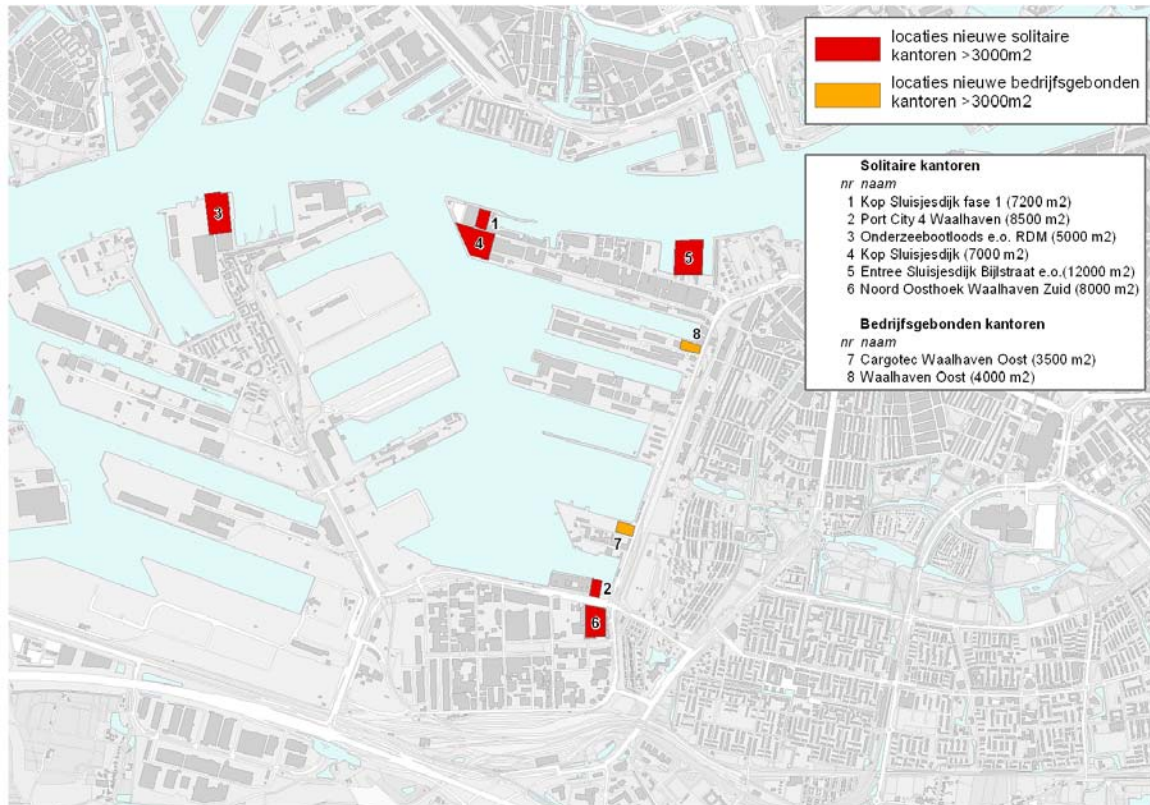 locaties nieuwe solitaire
kantoren >3000m2
locaties nieuwe bedrijfsgebonden
kantoren >3000m2
Solitaire kantoren
nr naam
1 Kop Sluisjesdijk fase 1 (7200 m2)
2 Port City 4 Waalhaven (8500 m2)
3 Onderzeebootloods e.o. RDM (5000 m2)
4 Kop Sluisjesdijk (7000 m2)
5 Entree Sluisjesdijk Bijlstraat e.o.(12000 m2)
6 Noord Oosthoek Waalhaven Zuid (8000 m2)
Bedrijfsgebonden kantoren
nr naam
7 Cargotec Waalhaven Oost (3500 m2)
8 Waalhaven Oost (4000 m2)
3
1
4
5
8
7
2
6